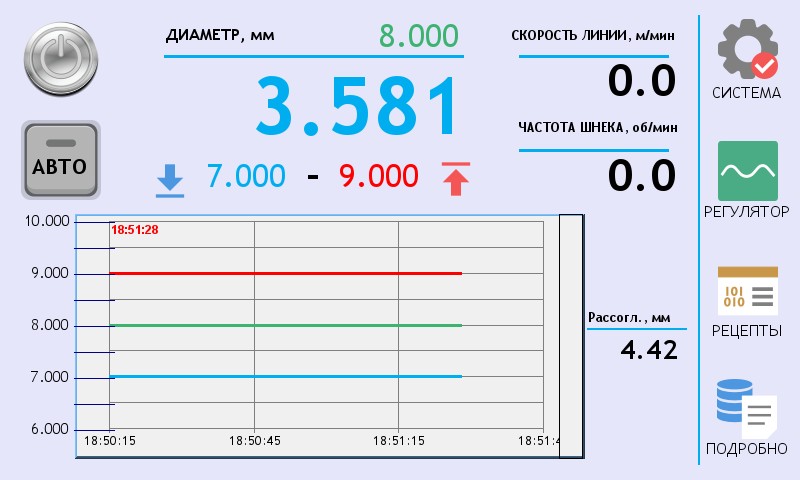 ДИАМЕТР, мм
8.000
3.581
7.000 - 9.000
АВТО
СКОРОСТЬ ЛИНИИ, м/мин
0.0
ЧАСТОТА ШНЕКА, об/мин
0.0
СИСТЕМА
РЕГУЛЯТОР
101
010
РЕЦЕПТЫ
ПОДРОБНО
10.000
9.000
8.000
7.000
6.000
18:51:28
18:50:15
18:50:45
18:51:15
18:51:4
Рассогл., мм
4.42